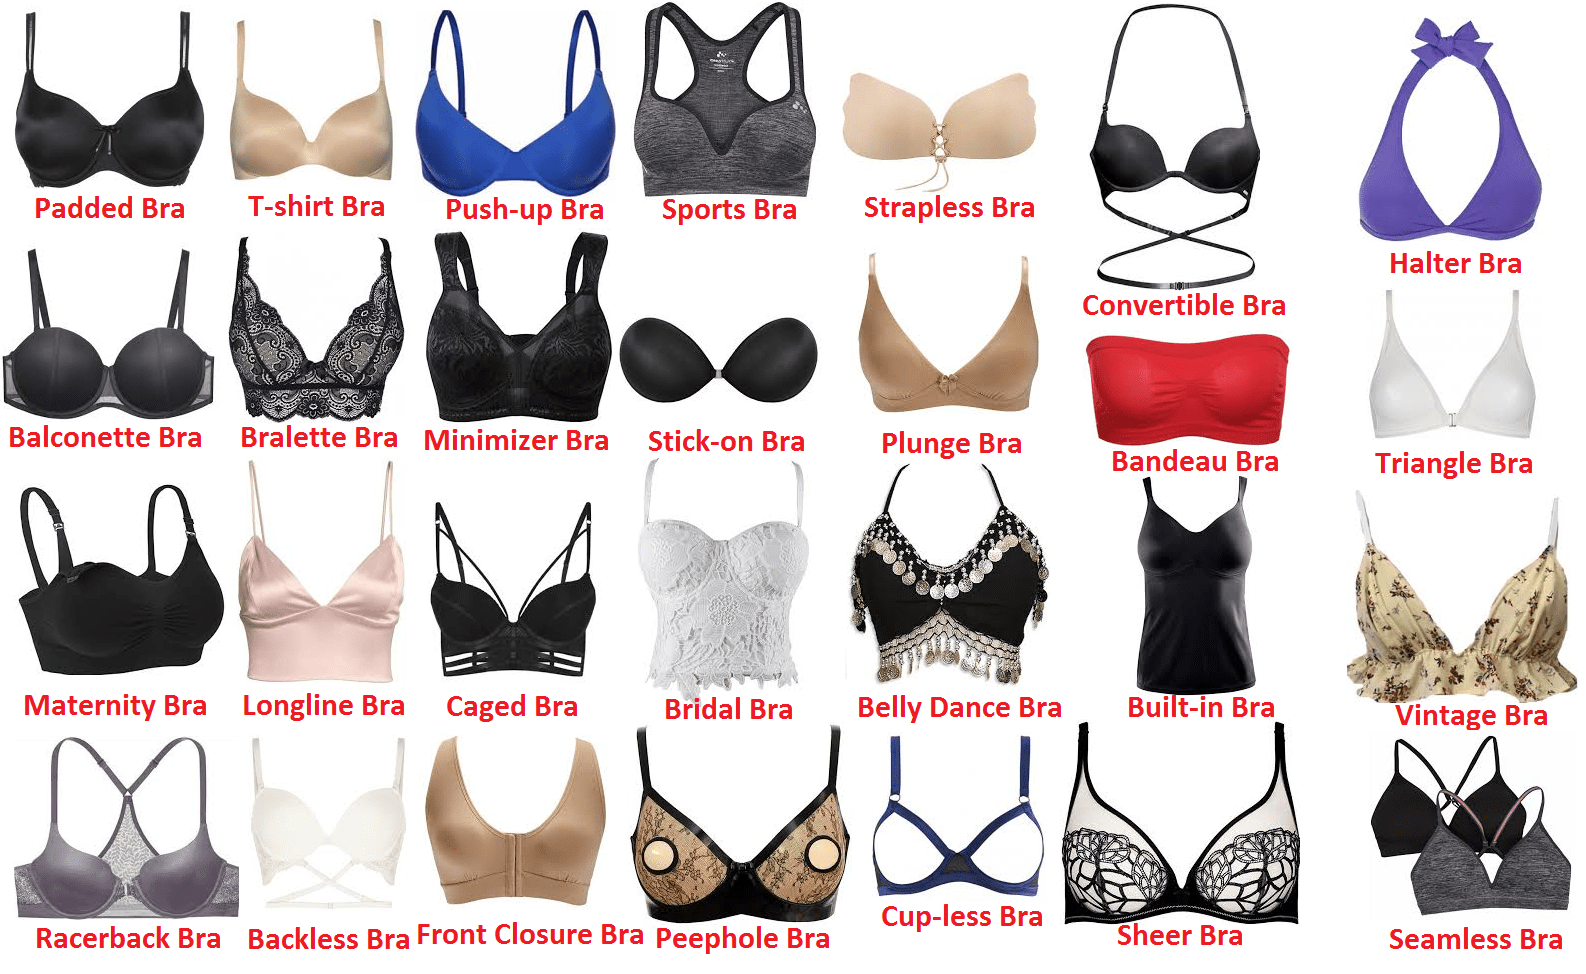 Padded Bra
T-shirt Bra
Push-up Bra
Sports Bra
Strapless Bra
Convertible Bra
Halter Bra
Balconette Bra
Bralette Bra
Minimizer Bra
Stick-on Bra
Plunge Bra
Bandeau Bra
Triangle Bra
Maternity Bra
Longline Bra
Caged Bra
Bridal Bra
Belly Dance Bra
Built-in Bra
Vintage Bra
Racerback Bra
Backless Bra
Front Closure Bra
Peephole Bra
Cup-less Bra
Sheer Bra
Seamless Bra